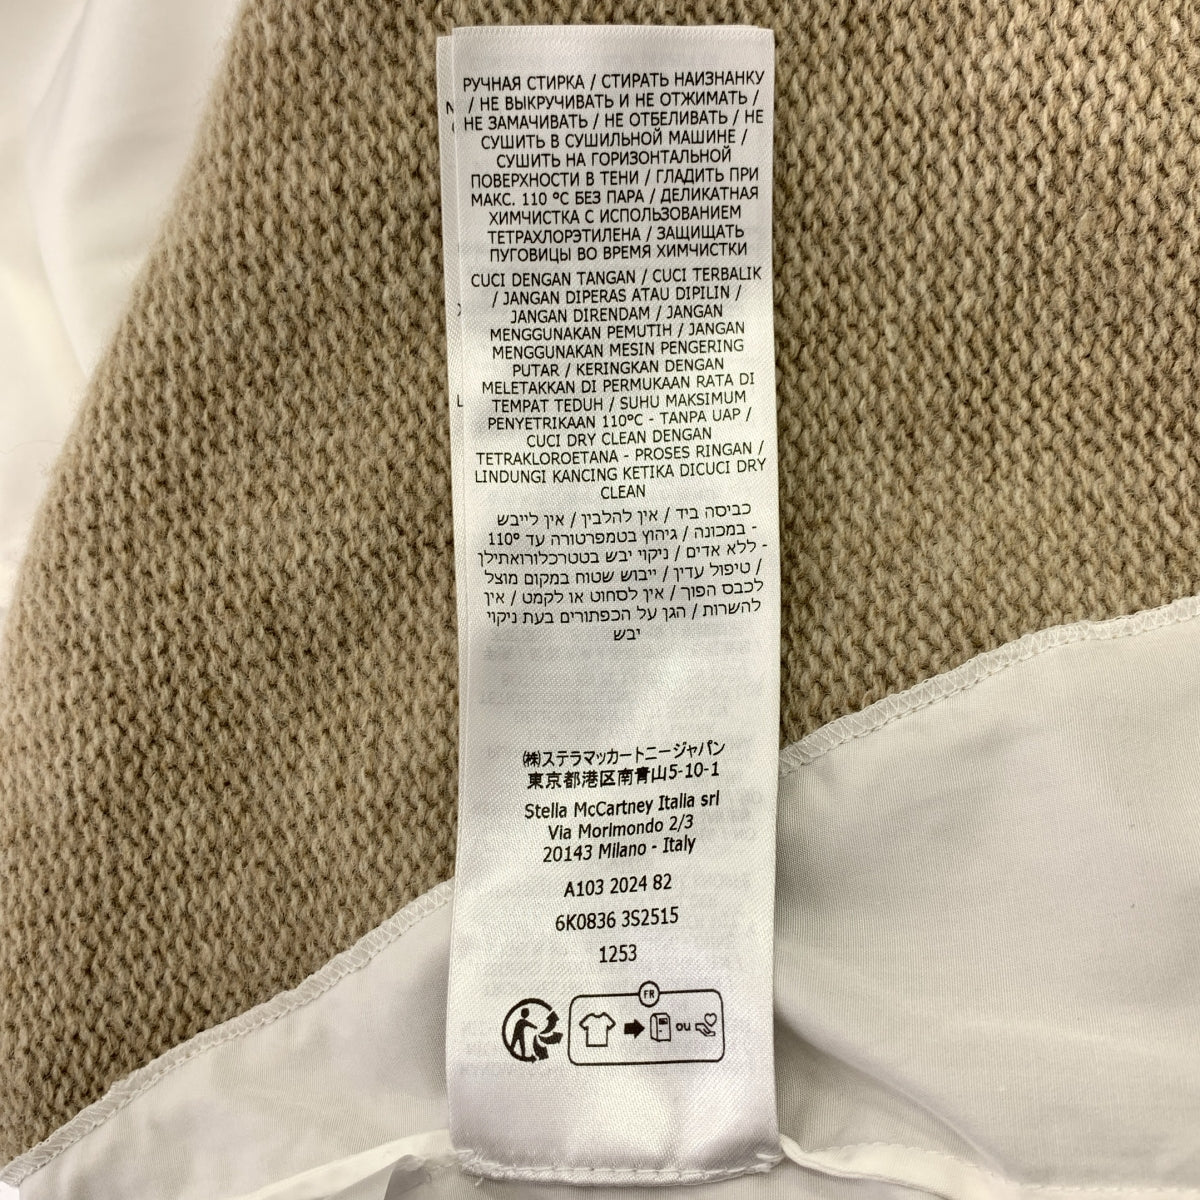 РУЧНАЯ СТИРКА / СТИРАТЬ НАИЗНАНКУ
/ НЕ ВЫКРУЧИВАТЬ И НЕ ОТЖИМАТЬ /
НЕ ЗАМАЧИВАТЬ / НЕ ОТБЕЛИВАТЬ / НЕ
СУШИТЬ В СУШИЛЬНОЙ МАШИНЕ /
СУШИТЬ НА ГОРИЗОНТАЛЬНОЙ
ПОВЕРХНОСТИ В ТЕНИ / ГЛАДИТЬ ПРИ
МАКС. 110 °C БЕЗ ПАРА / ДЕЛИКАТНАЯ
ХИМЧИСТКА С ИСПОЛЬЗОВАНИЕМ
ТЕТРАХЛОРЭТИЛЕНА / ЗАЩИЩАТЬ
ПУГОВИЦЫ ВО ВРЕМЯ ХИМЧИСТКИ
CUCI DENGAN TANGAN / CUCI TERBALIK
/ JANGAN DIPERAS ATAU DIPILIN /
JANGAN DIRENDAM / JANGAN
MENGGUNAKAN PEMUTIH / JANGAN
MENGGUNAKAN MESIN PENGERING
PUTAR / KERINGKAN DENGAN
MELETAKKAN DI PERMUKAAN RATA DI
TEMPAT TEDUH / SUHU MAKSIMUM
PENYETRIKAAN 110°C - TANPA UAP /
CUCI DRY CLEAN DENGAN
TETRAKLOROETANA - PROSES RINGAN /
LINDUNGI KANCING KETIKA DICUCI DRY
CLEAN
כביסה ביד / אין להלבין / אין לייבש
במכונה / גיהוץ בטמפרטורה עד 110° -
ללא אדים / ניקוי יבש בטטרכלורואתילן -
טיפול עדין / ייבוש שטוח במקום מוצל /
לכבס הפוך / אין לסחוט או לקמט / אין
להשרות / הגן על הכפתורים בעת ניקוי
יבש
㈱ステラマッカートニージャパン
東京都港区南青山5-10-1
Stella McCartney Italia srl
Via Morimondo 2/3
20143 Milano - Italy
A103 2024 82
6K0836 3S2515
1253
FR
ou